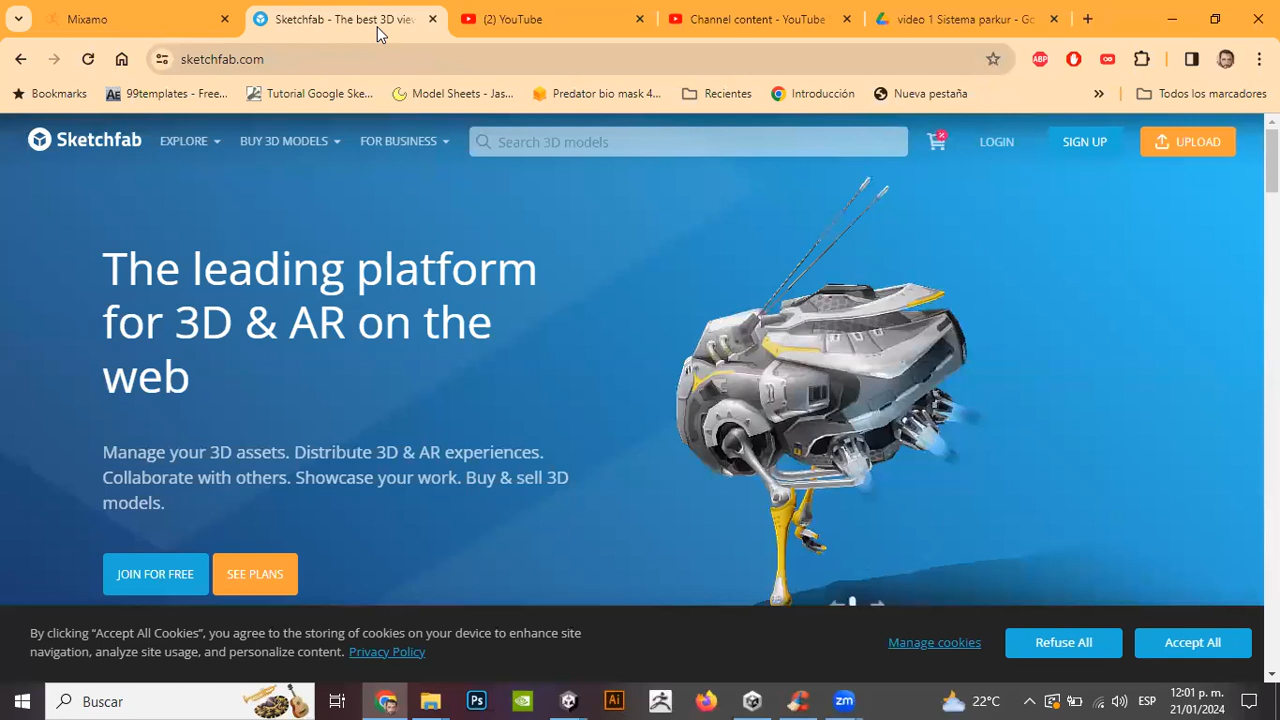 Mixamo
Sketchfab - The best 3D viev
(2) YouTube
Channel content - YouTube
video 1 Sistema parkur - Go
sketchfab.com
Bookmarks
99templates - Free...
Tutorial Google Ske...
Model Sheets - Jas...
Predator bio mask 4...
Recientes
Introducción
Nueva pestaña
Todos los marcadores
Sketchfab
EXPLORE
BUY 3D MODELS
FOR BUSINESS
Search 3D models
LOGIN
SIGN UP
UPLOAD
The leading platform
for 3D & AR on the
web
Manage your 3D assets. Distribute 3D & AR experiences.
Collaborate with others. Showcase your work. Buy & sell 3D
models.
JOIN FOR FREE
SEE PLANS
By clicking “Accept All Cookies”, you agree to the storing of cookies on your device to enhance site
navigation, analyze site usage, and personalize content. Privacy Policy
Manage cookies
Refuse All
Accept All
Buscar
22°C
ESP
12:01 p. m.
21/01/2024